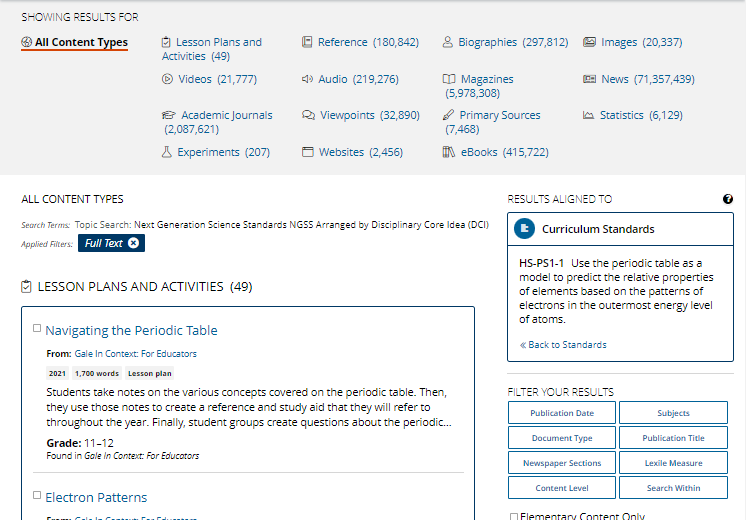 SHOWING RESULTS FOR
All Content Types
Lesson Plans and Activities (49)
Reference (180,842)
Biographies (297,812)
Images (20,337)
Videos (21,777)
Audio (219,276)
Magazines (5,978,308)
News (71,357,439)
Academic Journals (2,087,621)
Viewpoints (32,890)
Primary Sources (7,468)
Statistics (6,129)
Experiments (207)
Websites (2,456)
eBooks (415,722)
ALL CONTENT TYPES
Search Terms: Topic Search: Next Generation Science Standards NGSS Arranged by Disciplinary Core Idea (DCI)
Applied Filters: Full Text
LESSON PLANS AND ACTIVITIES (49)
Navigating the Periodic Table
From: Gale In Context: For Educators
2021 1,700 words Lesson plan
Students take notes on the various concepts covered on the periodic table. Then,
they use those notes to create a reference and study aid that they will refer to
throughout the year. Finally, student groups create questions about the periodic...
Grade: 11–12
Found in Gale In Context: For Educators
Electron Patterns
From: Gale In Context: For Educators
RESULTS ALIGNED TO ?
Curriculum Standards
HS-PS1-1 Use the periodic table as a
model to predict the relative properties
of elements based on the patterns of
electrons in the outermost energy level
of atoms.
« Back to Standards
FILTER YOUR RESULTS
Publication Date
Subjects
Document Type
Publication Title
Newspaper Sections
Lexile Measure
Content Level
Search Within
Elementary Content Only